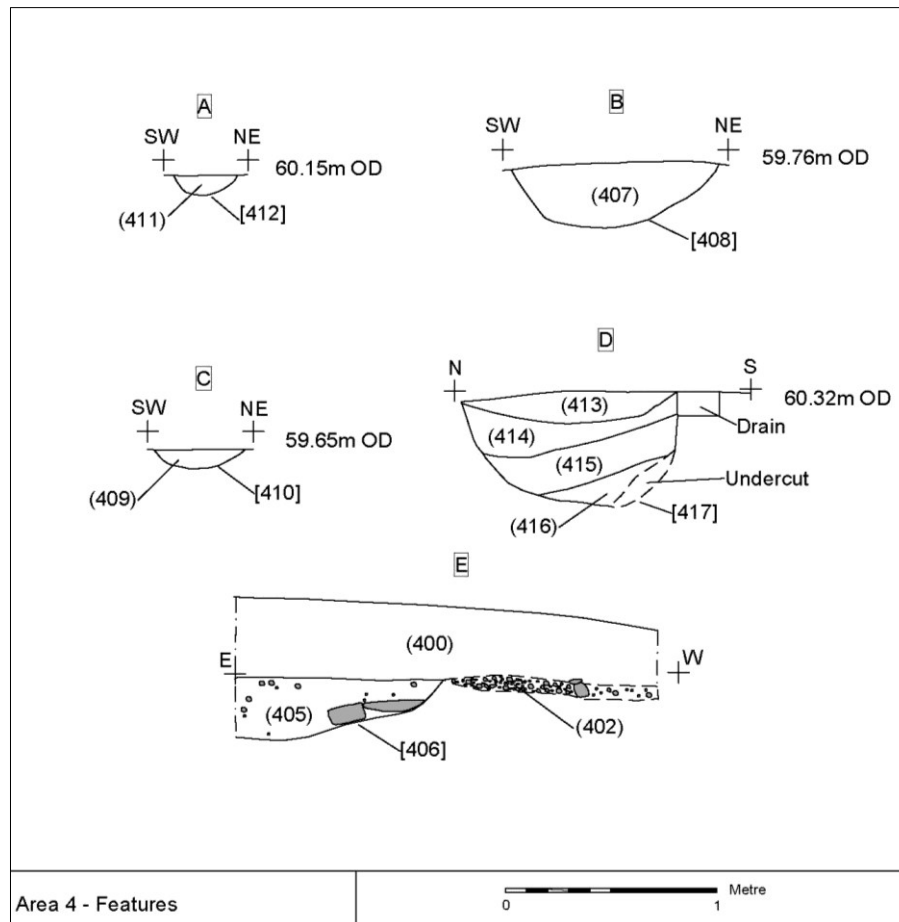 A
SW NE
60.15m OD
(411) [412]
B
SW NE
59.76m OD
(407)
[408]
C
SW NE
59.65m OD
(409) [410]
D
N S
60.32m OD
(413)
Drain
(414)
(415)
Undercut
(416) [417]
E
(400)
E W
(405)
(402)
[406]
Area 4 - Features
Metre
0 1